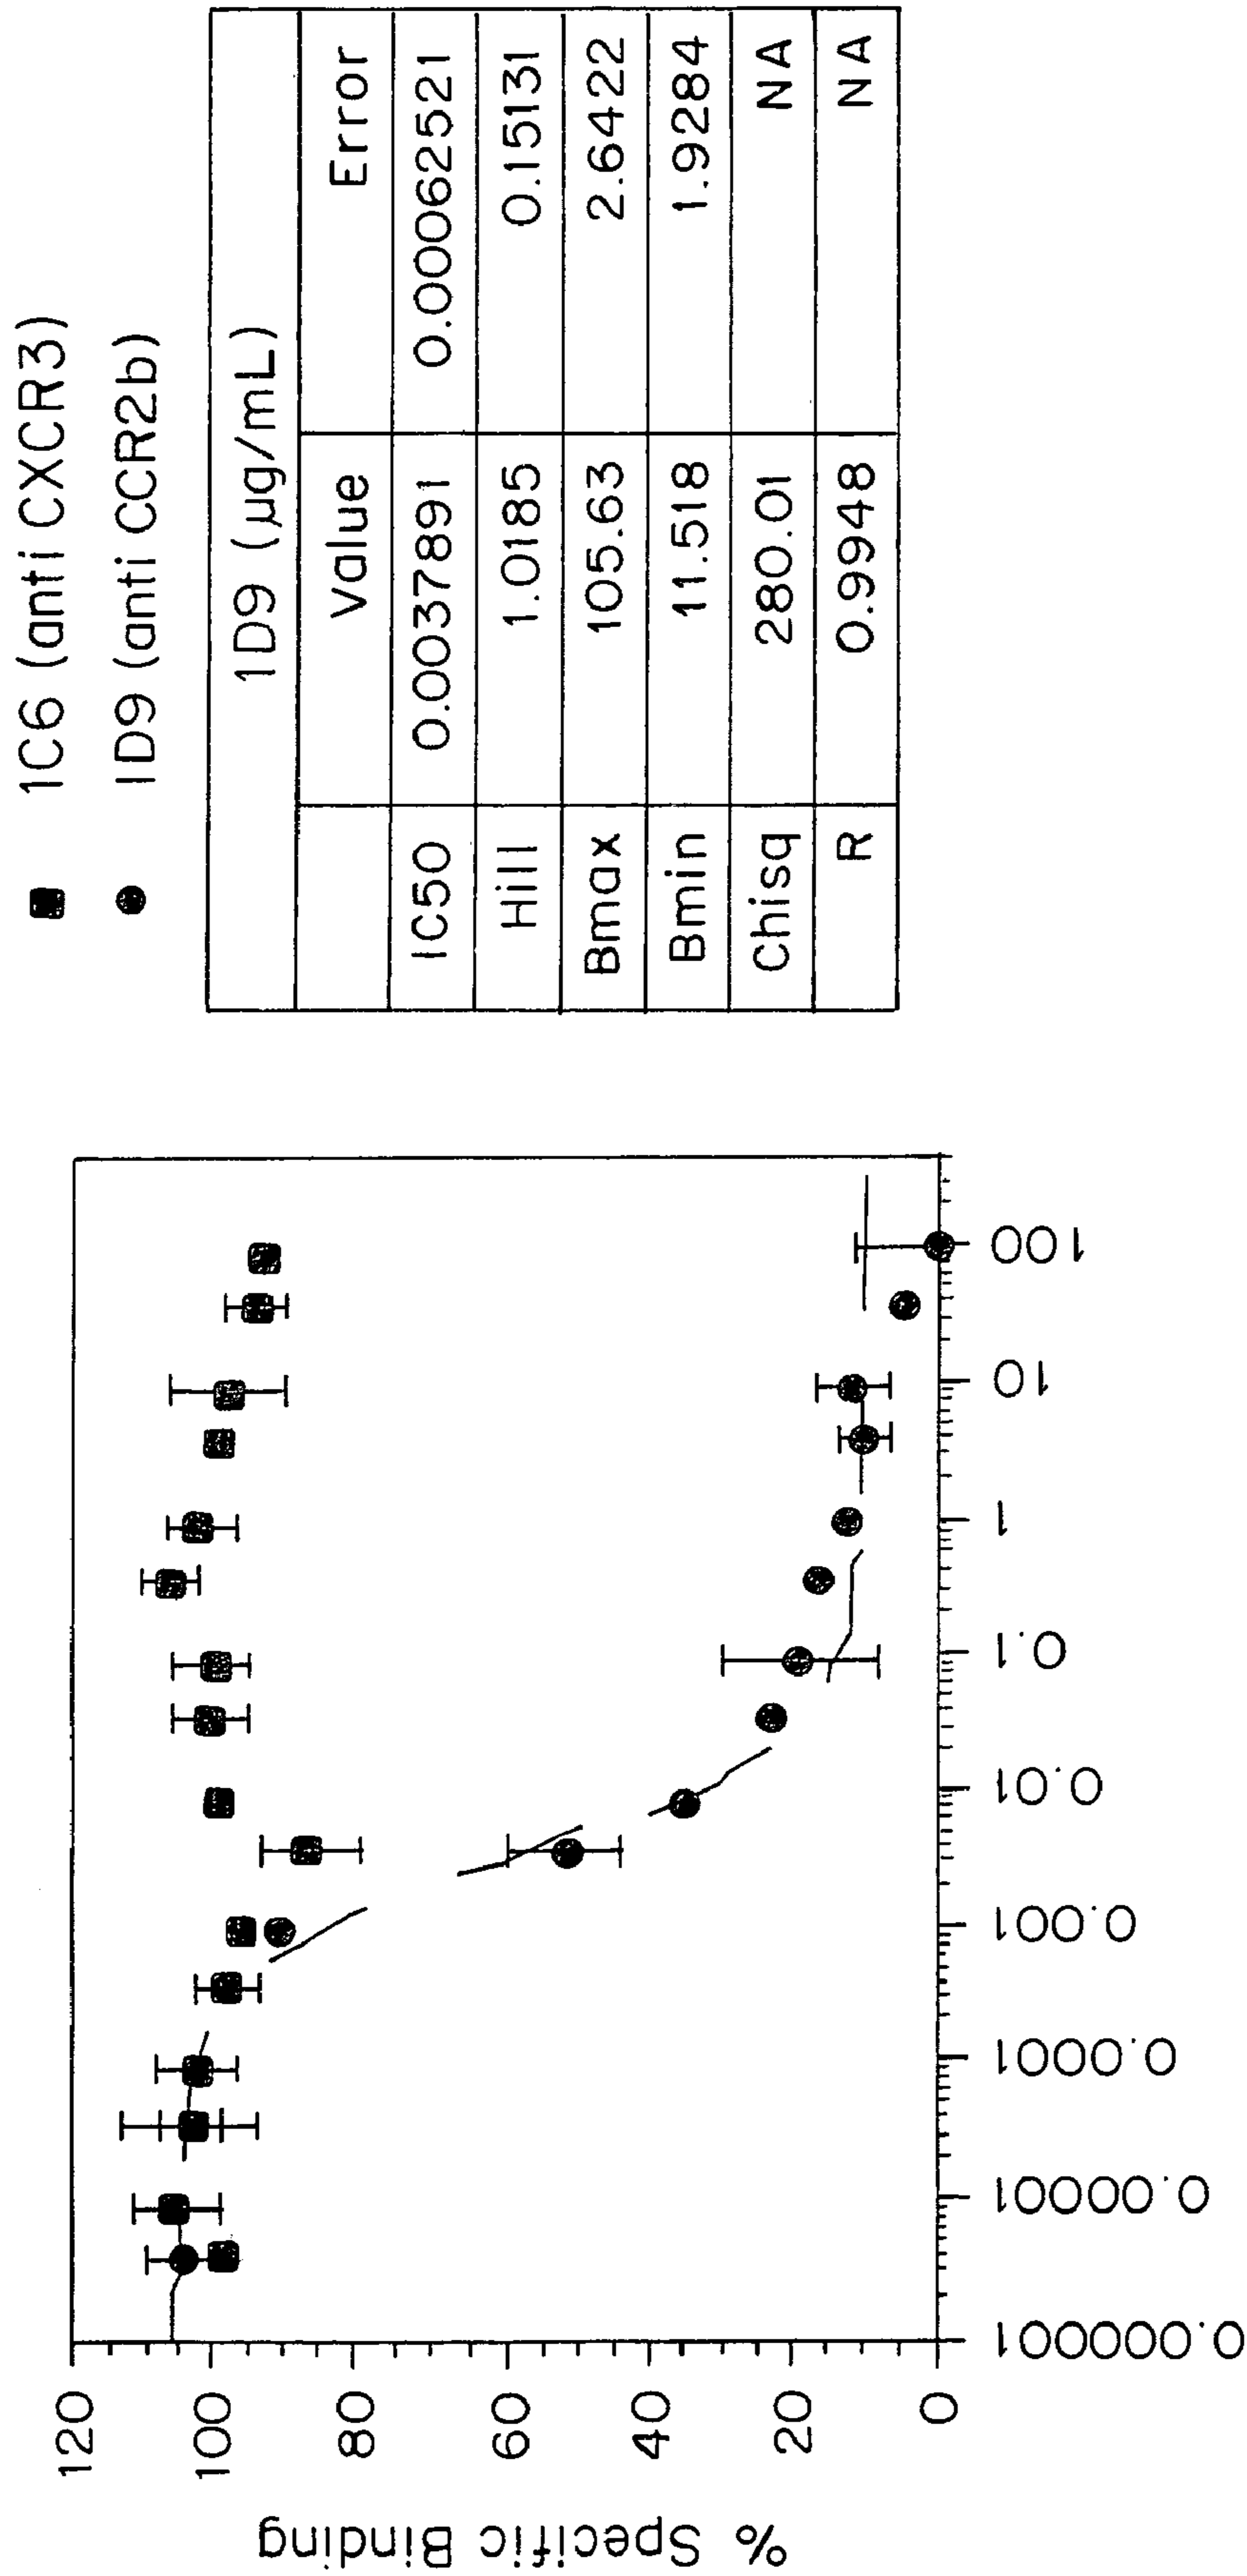 1C6 (anti CXCR3)
1D9 (anti CCR2b)
1D9 (µg/mL)
Value Error
IC50 0.0037891 0.00062521
Hill 1.0185 0.15131
Bmax 105.63 2.6422
Bmin 11.518 1.9284
Chisq 280.01 NA
R 0.9948 NA
% Specific Binding
120
100
80
60
40
20
0
0.000001
0.00001
0.0001
0.001
0.01
0.1
1
10
100